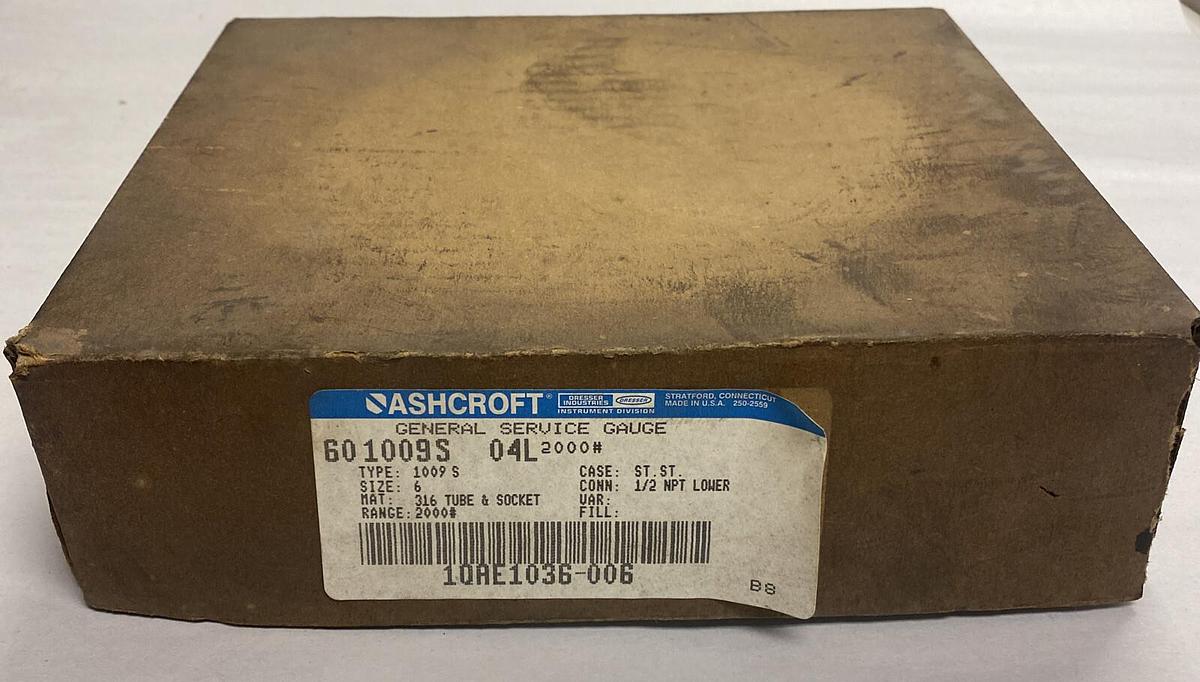 ASHCROFT®
DRESSER INDUSTRIES DRESSER
INSTRUMENT DIVISION
STRATFORD, CONNECTICUT
MADE IN U.S.A. 250-2559
GENERAL SERVICE GAUGE
601009S 04L 2000#
TYPE: 1009 S CASE: ST.ST.
SIZE: 6 CONN: 1/2 NPT LOWER
MAT: 316 TUBE & SOCKET VAR:
RANGE: 2000# FILL:
1QAE1036-006
B8